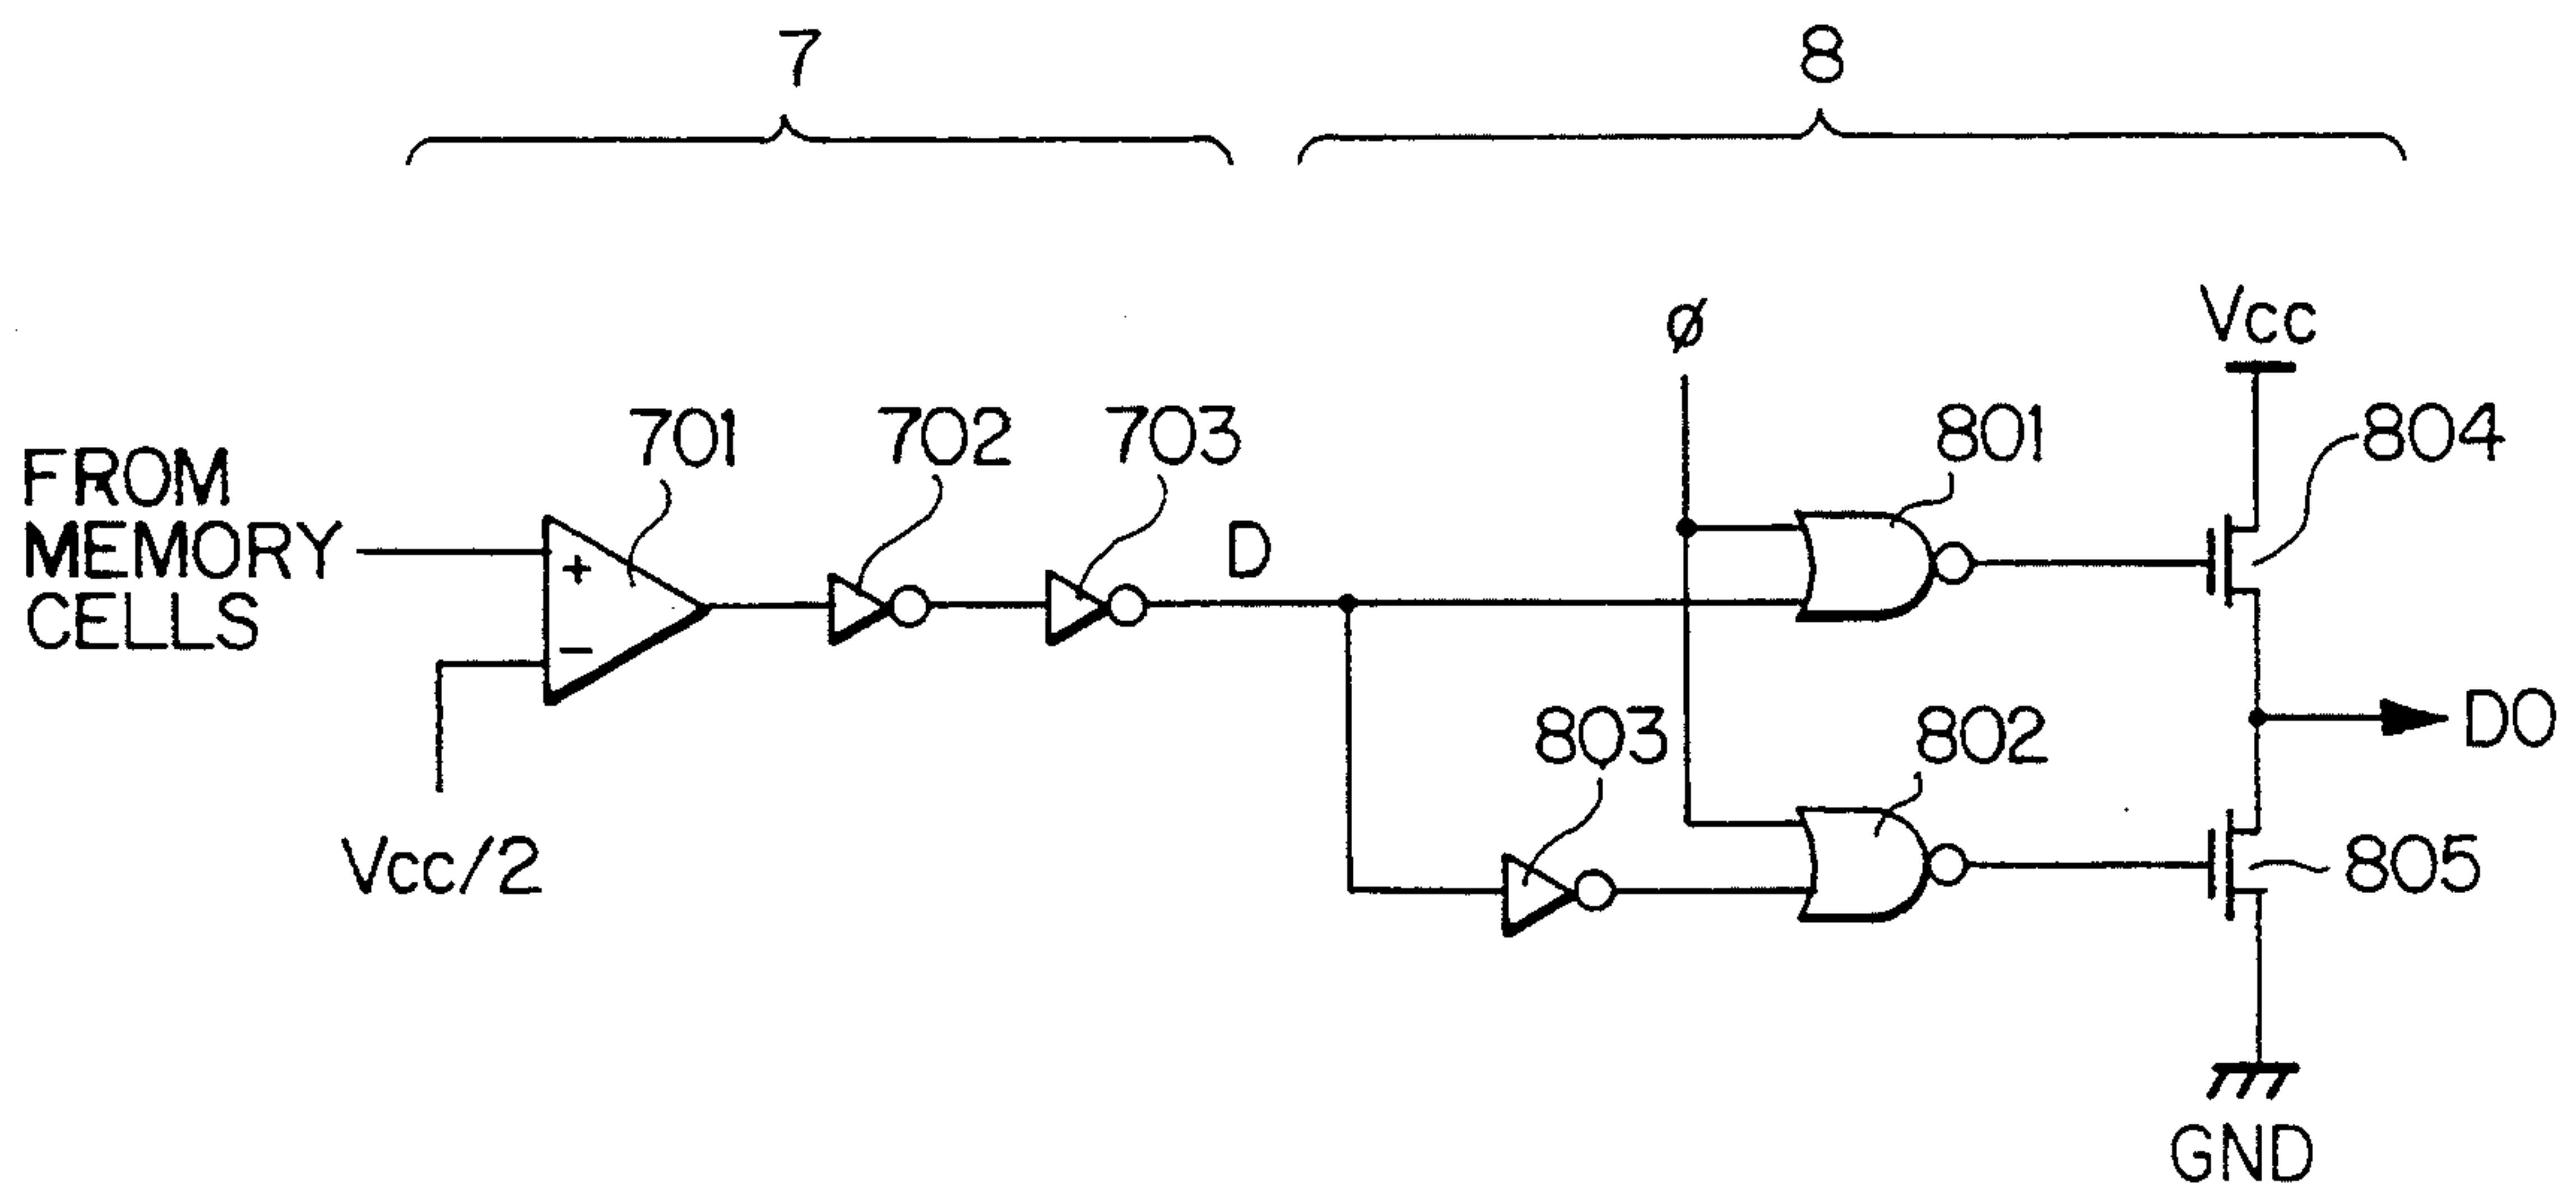 7
8
ø
Vcc
701
702
703
801
804
FROM
MEMORY
CELLS
+
−
D
803
802
DO
Vcc/2
805
GND